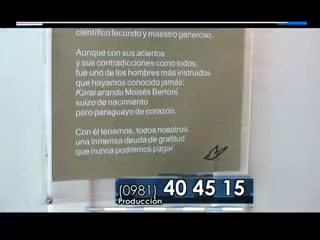 científico fecundo y maestro generoso.
Aunque con sus aciertos
y sus contradicciones como todos,
fue uno de los hombres más instruidos
que hayamos conocido jamás:
Karai arandu Moisés Bertoni,
suizo de nacimiento
pero paraguayo de corazón.
Con él tenemos, todos nosotros,
una inmensa deuda de gratitud
que nunca podremos pagar.
(0981) 40 45 15
Producción